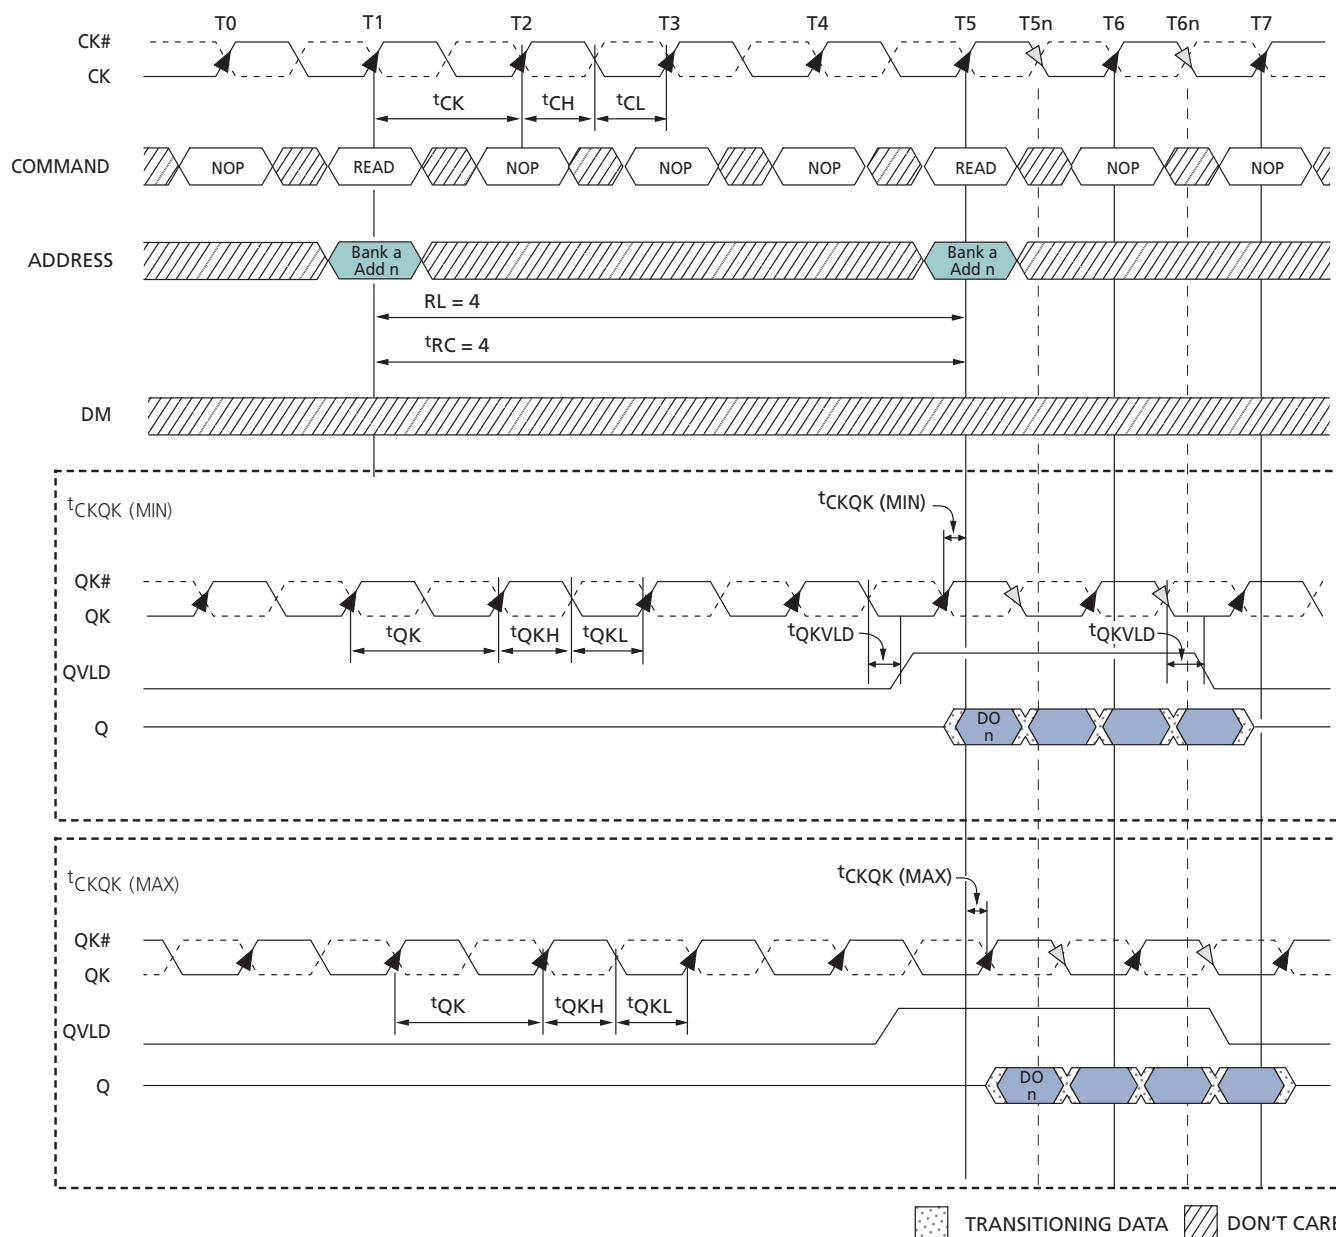 T0 T1 T2 T3 T4 T5 T5n T6 T6n T7
CK#
CK
tCK tCH tCL
COMMAND NOP READ NOP NOP NOP READ NOP NOP
ADDRESS Bank a Bank a
Add n Add n
RL = 4
tRC = 4
DM
tCKQK (MIN) tCKQK (MIN)
QK#
QK
tQK tQKH tQKL tQKVLD tQKVLD
QVLD
Q DO
n
tCKQK (MAX) tCKQK (MAX)
QK#
QK
tQK tQKH tQKL
QVLD
Q DO
n
TRANSITIONING DATA DON'T CARE